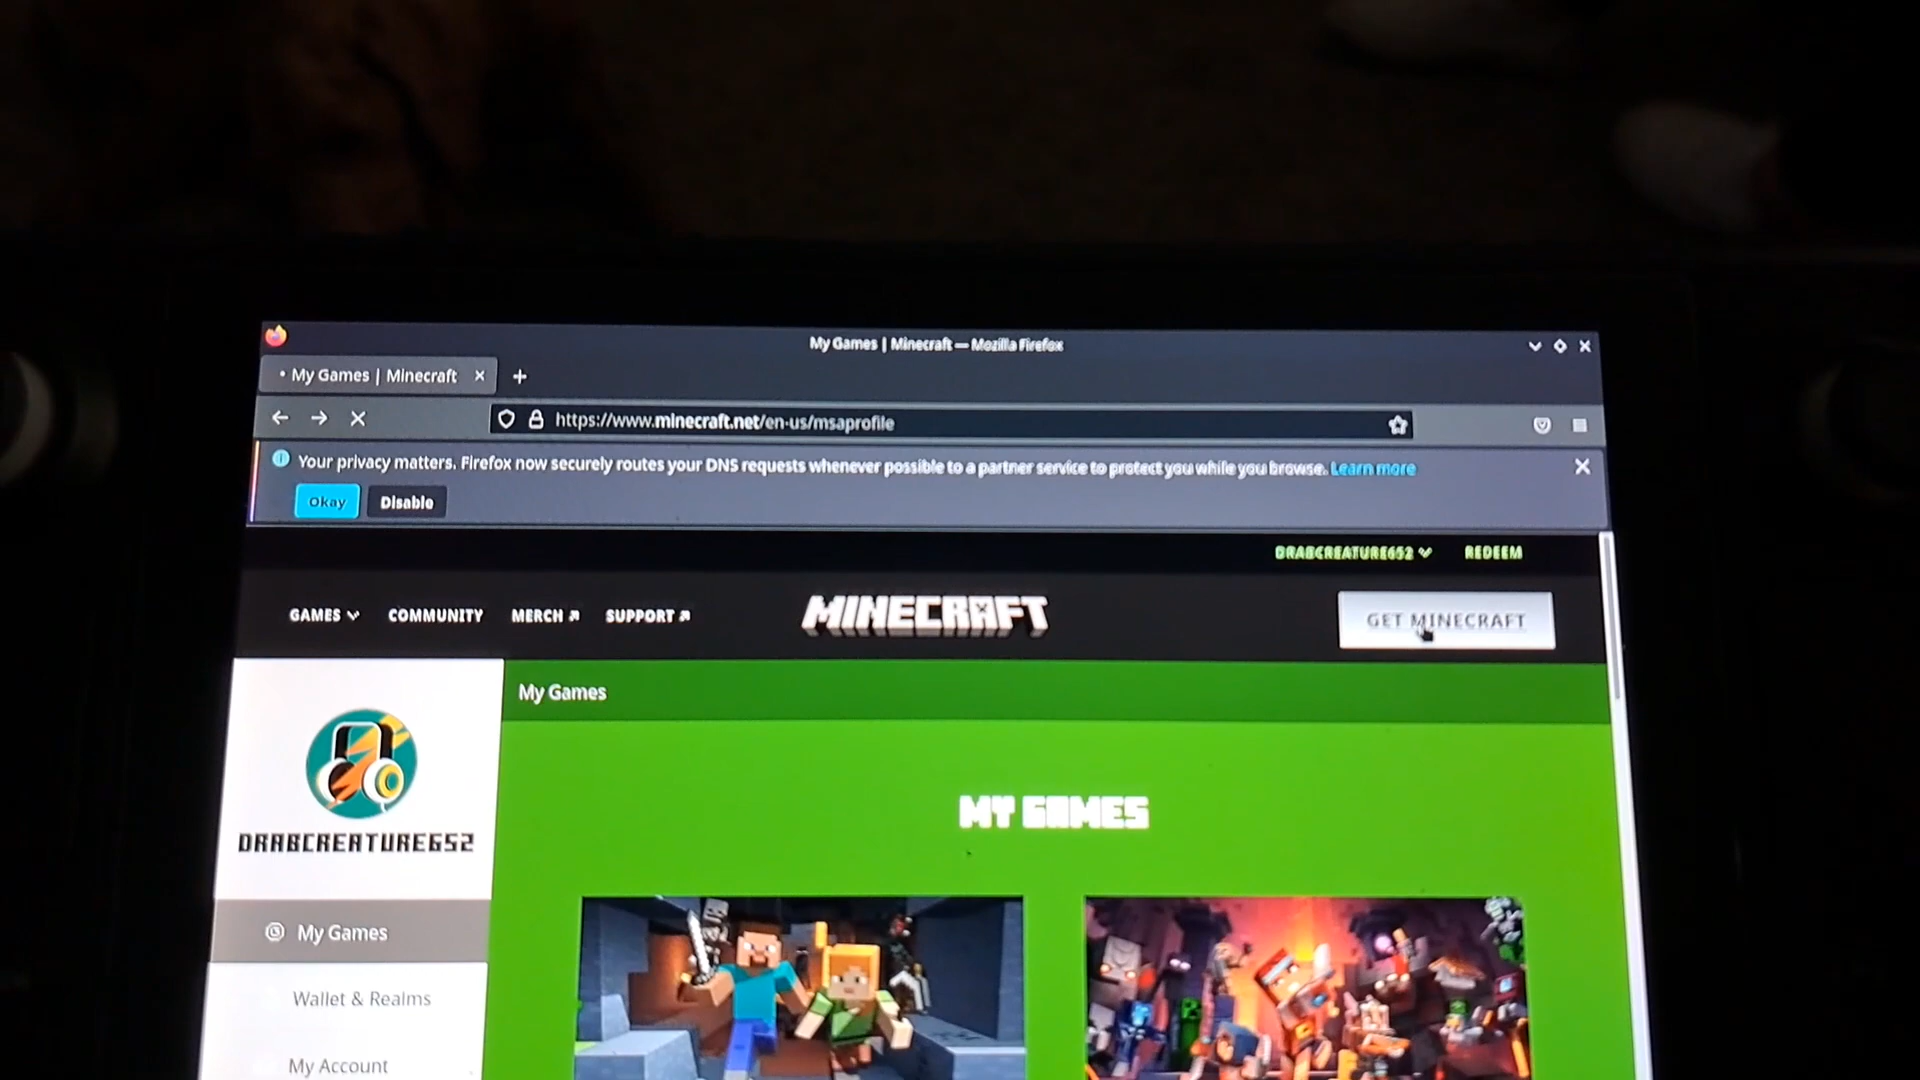 My Games | Minecraft — Mozilla Firefox
• My Games | Minecraft
https://www.minecraft.net/en-us/msaprofile
Your privacy matters. Firefox now securely routes your DNS requests whenever possible to a partner service to protect you while you browse. Learn more
Okay Disable
DRABCREATURE652 REDEEM
GAMES COMMUNITY MERCH SUPPORT MINECRAFT GET MINECRAFT
My Games
DRABCREATURE652
MY GAMES
My Games
Wallet & Realms
My Account